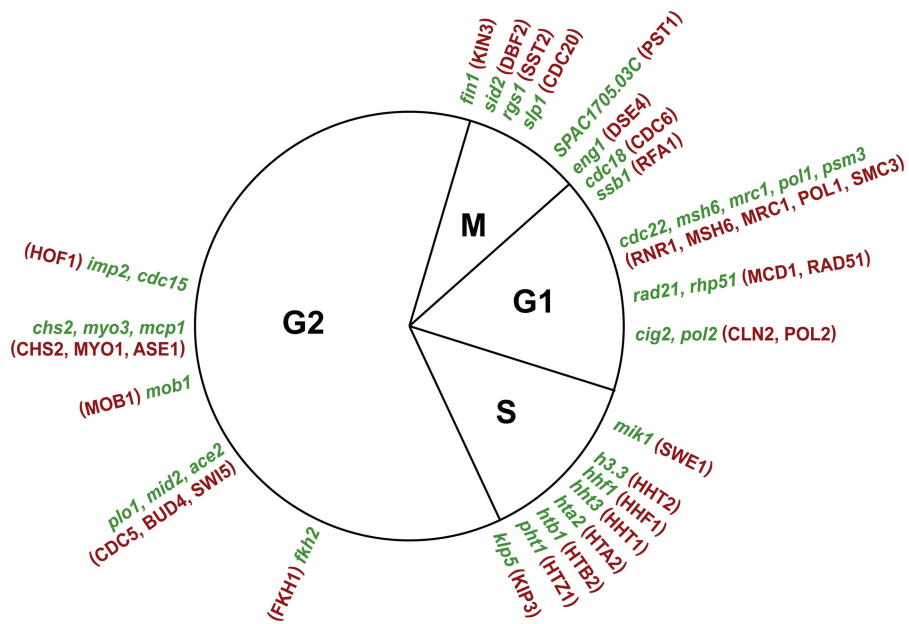 fin1 (KIN3)
sid2 (DBF2)
rgs1 (SST2)
slp1 (CDC20)
SPAC1705.03C (PST1)
eng1 (DSE4)
cdc18 (CDC6)
ssb1 (RFA1)
cdc22, msh6, mrc1, pol1, psm3
(RNR1, MSH6, MRC1, POL1, SMC3)
rad21, rhp51 (MCD1, RAD51)
cig2, pol2 (CLN2, POL2)
mik1 (SWE1)
h3.3 (HHT2)
hhf1 (HHF1)
hht3 (HHT1)
hta2 (HTA2)
htb1 (HTB2)
pht1 (HTZ1)
klp5 (KIP3)
(FKH1) fkh2
plo1, mid2, ace2
(CDC5, BUD4, SWI5)
(MOB1) mob1
chs2, myo3, mcp1
(CHS2, MYO1, ASE1)
(HOF1) imp2, cdc15
M
G1
S
G2